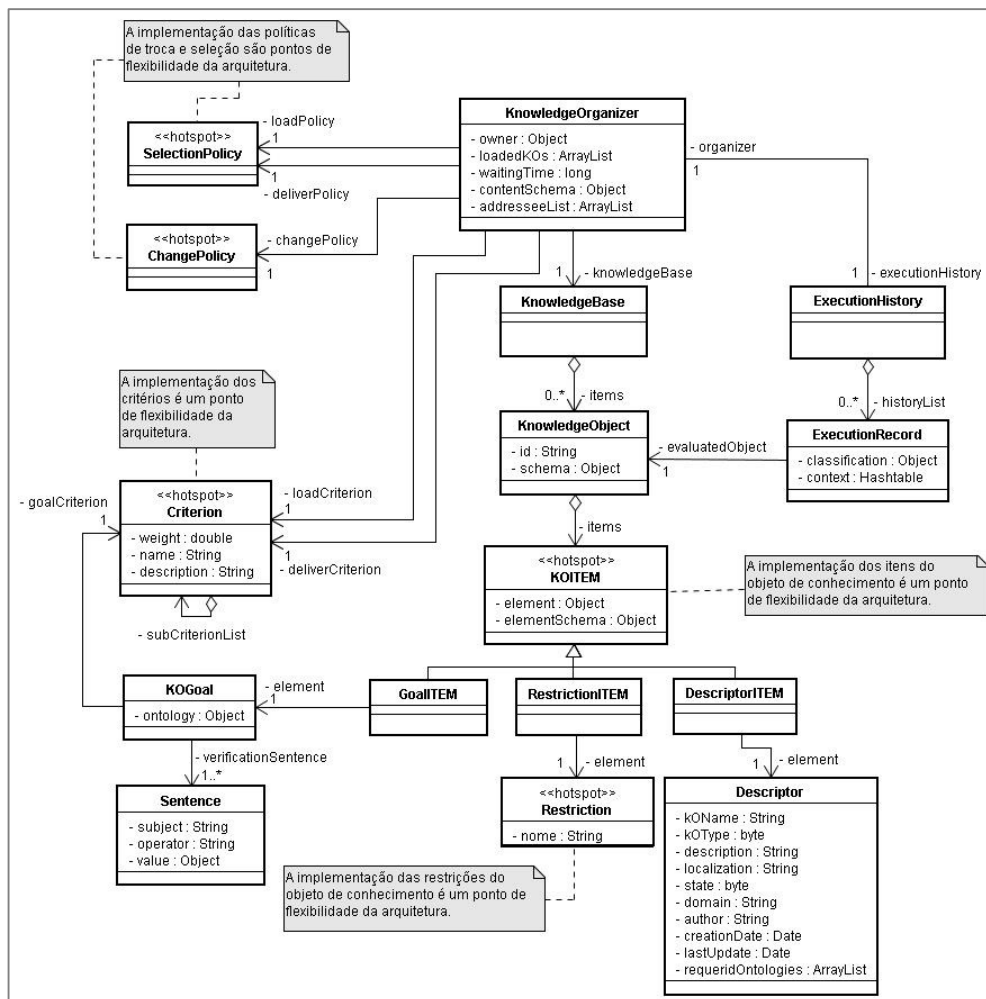 A implementação das políticas
de troca e seleção são pontos de
flexibilidade da arquitetura.
KnowledgeOrganizer
- owner : Object
- loadedKOs : ArrayList
- waitingTime : long
- contentSchema : Object
- addresseeList : ArrayList
- loadPolicy
1
<<hotspot>>
SelectionPolicy
1
- deliverPolicy
- organizer
1
<<hotspot>>
ChangePolicy
- changePolicy
1
1
- knowledgeBase
1
- executionHistory
KnowledgeBase
ExecutionHistory
A implementação dos
critérios é um ponto
de flexibilidade da
arquitetura.
0..*
- items
0..*
- historyList
KnowledgeObject
- id : String
- schema : Object
- evaluatedObject
1
ExecutionRecord
- classification : Object
- context : Hashtable
- goalCriterion
1
<<hotspot>>
Criterion
- weight : double
- name : String
- description : String
- loadCriterion
1
1
- deliverCriterion
- subCriterionList
- items
<<hotspot>>
KOITEM
- element : Object
- elementSchema : Object
A implementação dos itens do
objeto de conhecimento é um ponto
de flexibilidade da arquitetura.
KOGoal
- ontology : Object
- element
1
GoalITEM
RestrictionITEM
DescriptorITEM
- verificationSentence
1..*
1
- element
1
- element
Sentence
- subject : String
- operator : String
- value : Object
<<hotspot>>
Restriction
- nome : String
Descriptor
- kOName : String
- kOType : byte
- description : String
- localization : String
- state : byte
- domain : String
- author : String
- creationDate : Date
- lastUpdate : Date
- requeridOntologies : ArrayList
A implementação das restrições do
objeto de conhecimento é um ponto de
flexibilidade da arquitetura.